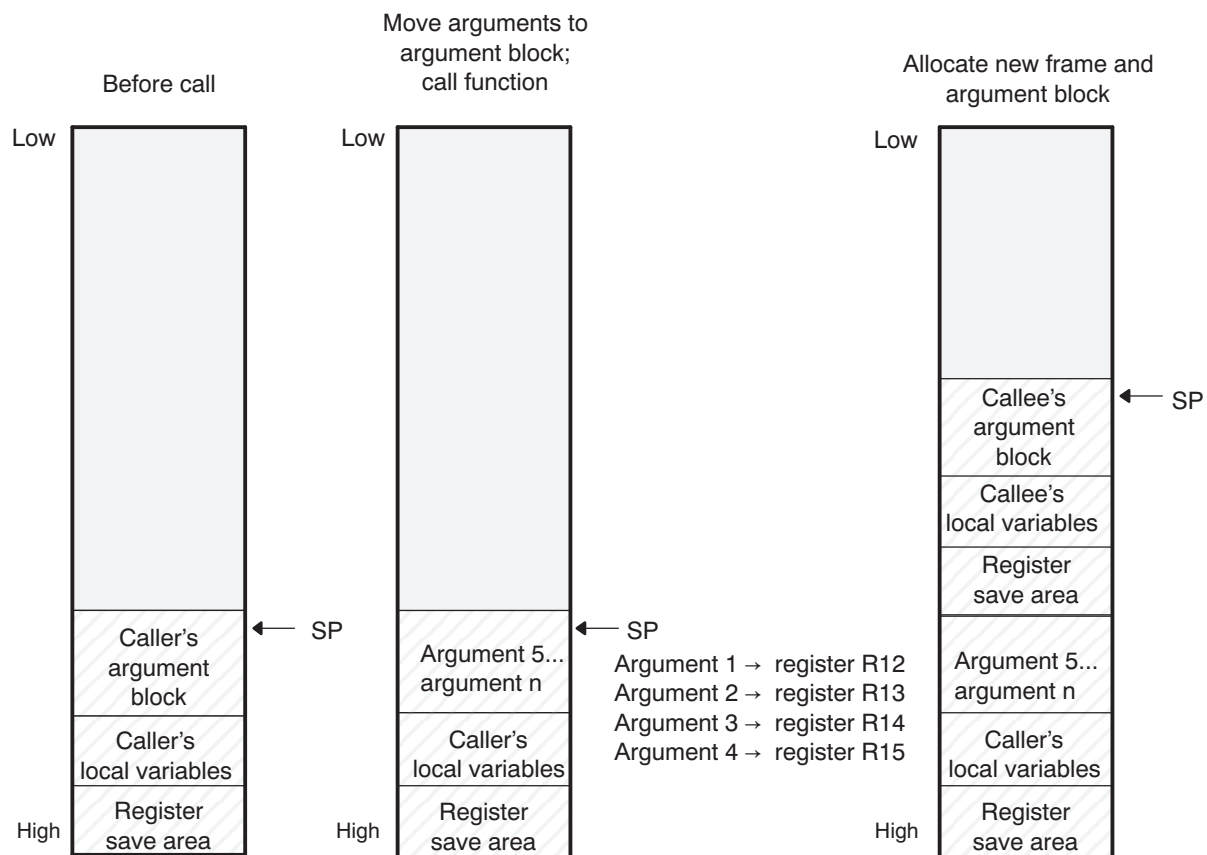 Before call
Low
Caller's
argument
block
Caller's
local variables
Register
save area
High
SP
Move arguments to
argument block;
call function
Low
Argument 5...
argument n
Caller's
local variables
Register
save area
High
SP
Argument 1 → register R12
Argument 2 → register R13
Argument 3 → register R14
Argument 4 → register R15
Allocate new frame and
argument block
Low
Callee's
argument
block
Callee's
local variables
Register
save area
Argument 5...
argument n
Caller's
local variables
Register
save area
High
SP